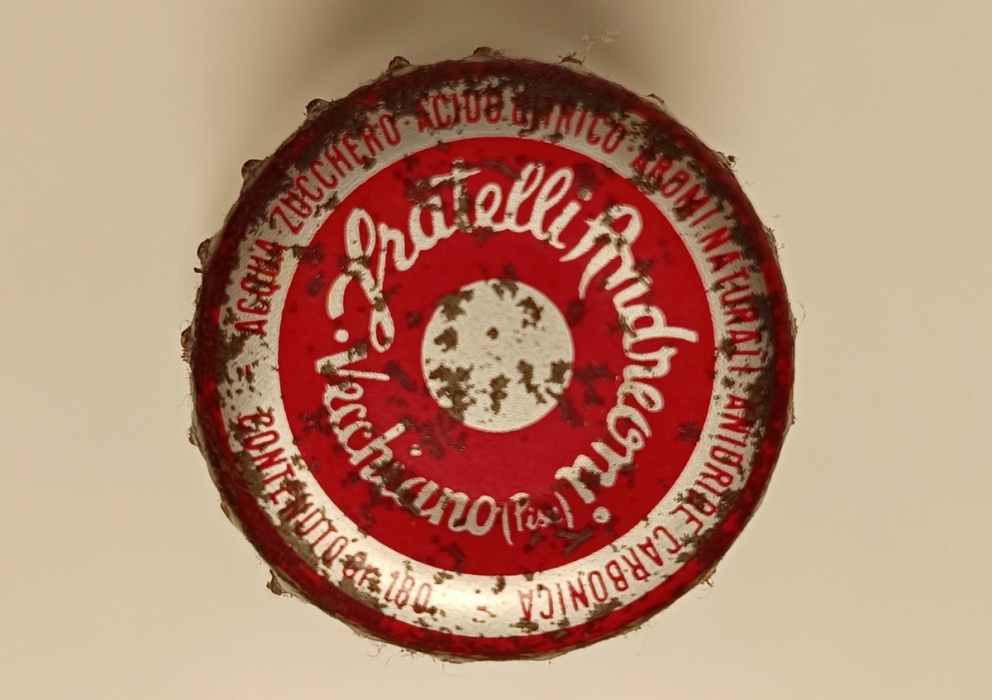 ACQUA ZUCCHERO · ACIDO CITRICO · AROMI NATURALI · ANIDRIDE CARBONICA
CONTENUTO gr. 180
Fratelli Andreoni
Vecchiano (Pisa)